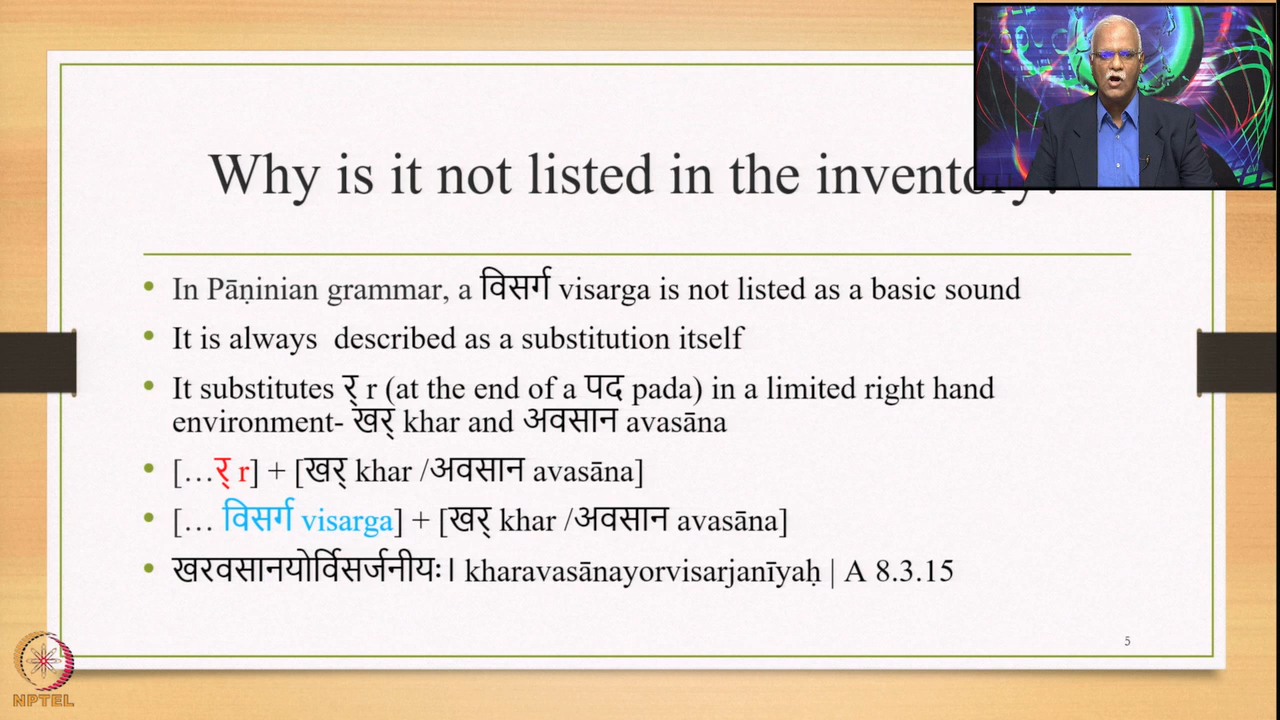 Why is it not listed in the inventory?
• In Pāṇinian grammar, a विसर्ग visarga is not listed as a basic sound
• It is always  described as a substitution itself
• It substitutes र् r (at the end of a पद pada) in a limited right hand
environment- खर् khar and अवसान avasāna
• […र् r] + [खर् khar /अवसान avasāna]
• [… विसर्ग visarga] + [खर् khar /अवसान avasāna]
• खरवसानयोर्विसर्जनीयः। kharavasānayorvisarjanīyaḥ | A 8.3.15
5
NPTEL